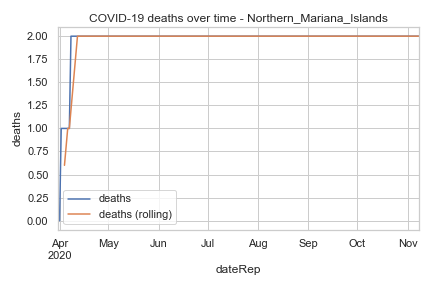 COVID-19 deaths over time - Northern_Mariana_Islands
2.00
1.75
1.50
1.25
1.00
0.75
0.50
0.25
0.00
deaths
deaths
deaths (rolling)
Apr May Jun Jul Aug Sep Oct Nov
2020
dateRep